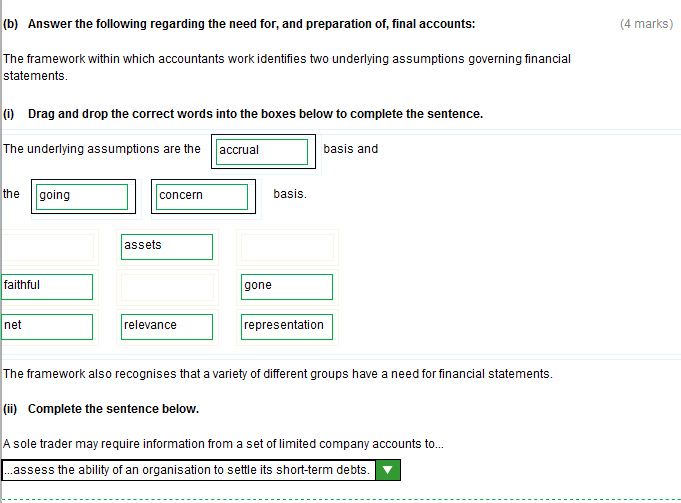 (b) Answer the following regarding the need for, and preparation of, final accounts: (4 marks)
The framework within which accountants work identifies two underlying assumptions governing financial
statements.
(i) Drag and drop the correct words into the boxes below to complete the sentence.
The underlying assumptions are the accrual basis and
the going concern basis.
assets
faithful gone
net relevance representation
The framework also recognises that a variety of different groups have a need for financial statements.
(ii) Complete the sentence below.
A sole trader may require information from a set of limited company accounts to...
...assess the ability of an organisation to settle its short-term debts.